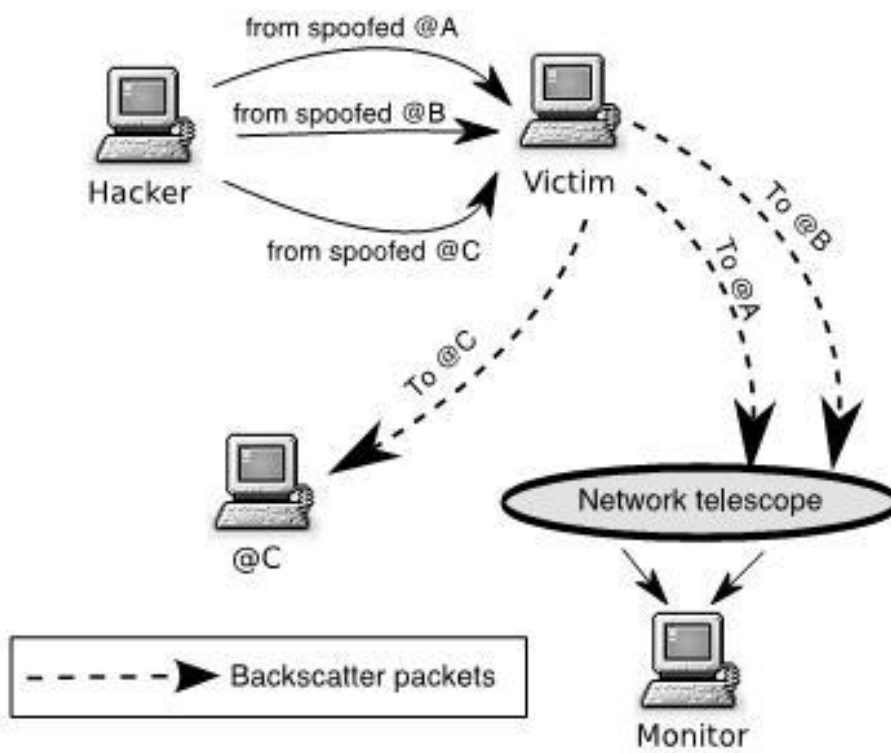 from spoofed @A
from spoofed @B
Hacker
Victim
from spoofed @C
To @B
To @A
To @C
Network telescope
@C
Backscatter packets
Monitor